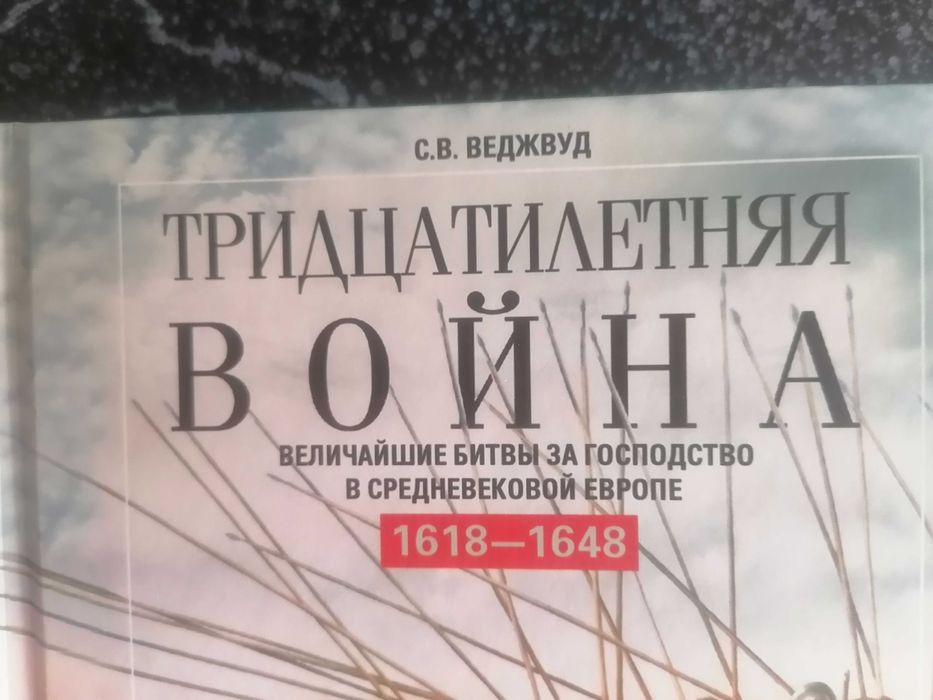 С.В. ВЕДЖВУД
ТРИДЦАТИЛЕТНЯЯ
ВОЙНА
ВЕЛИЧАЙШИЕ БИТВЫ ЗА ГОСПОДСТВО
В СРЕДНЕВЕКОВОЙ ЕВРОПЕ
1618—1648